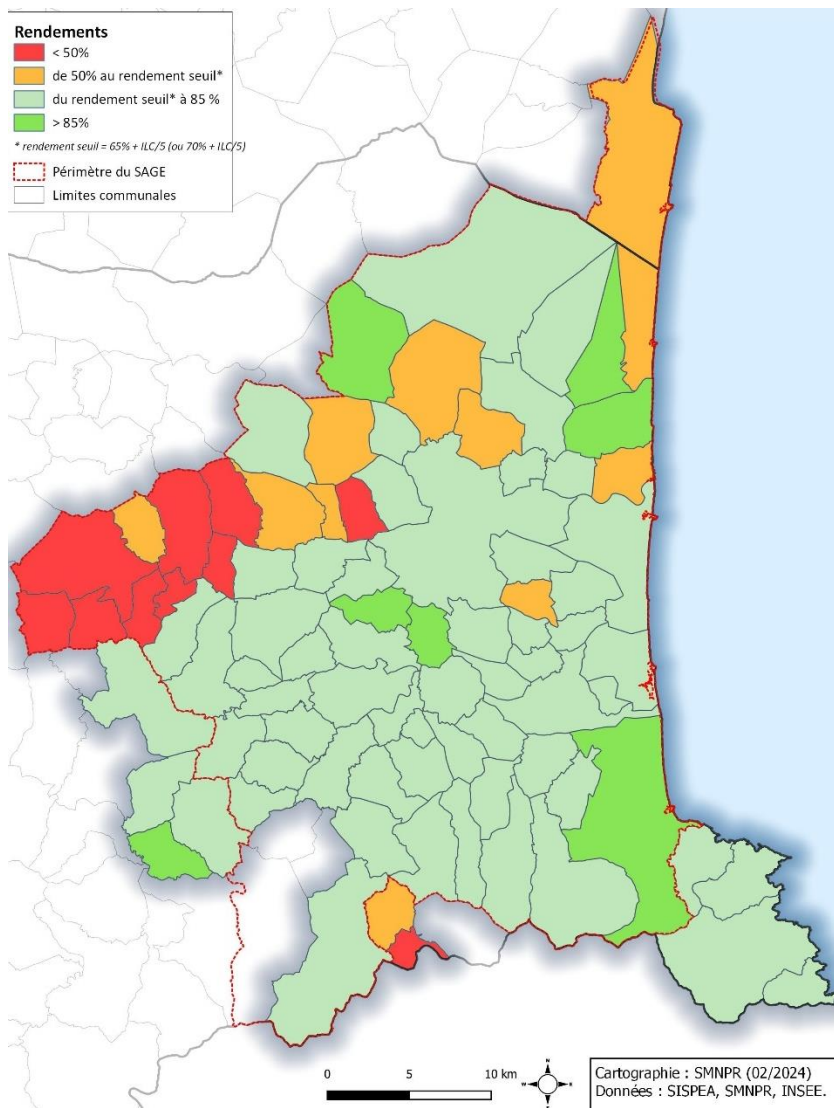 Rendements
< 50%
de 50% au rendement seuil*
du rendement seuil* à 85 %
> 85%
* rendement seuil = 65% + ILC/5 (ou 70% + ILC/5)
Périmètre du SAGE
Limites communales
0 5 10 km
N
W E
S
Cartographie : SMNPR (02/2024)
Données : SISPEA, SMNPR, INSEE.